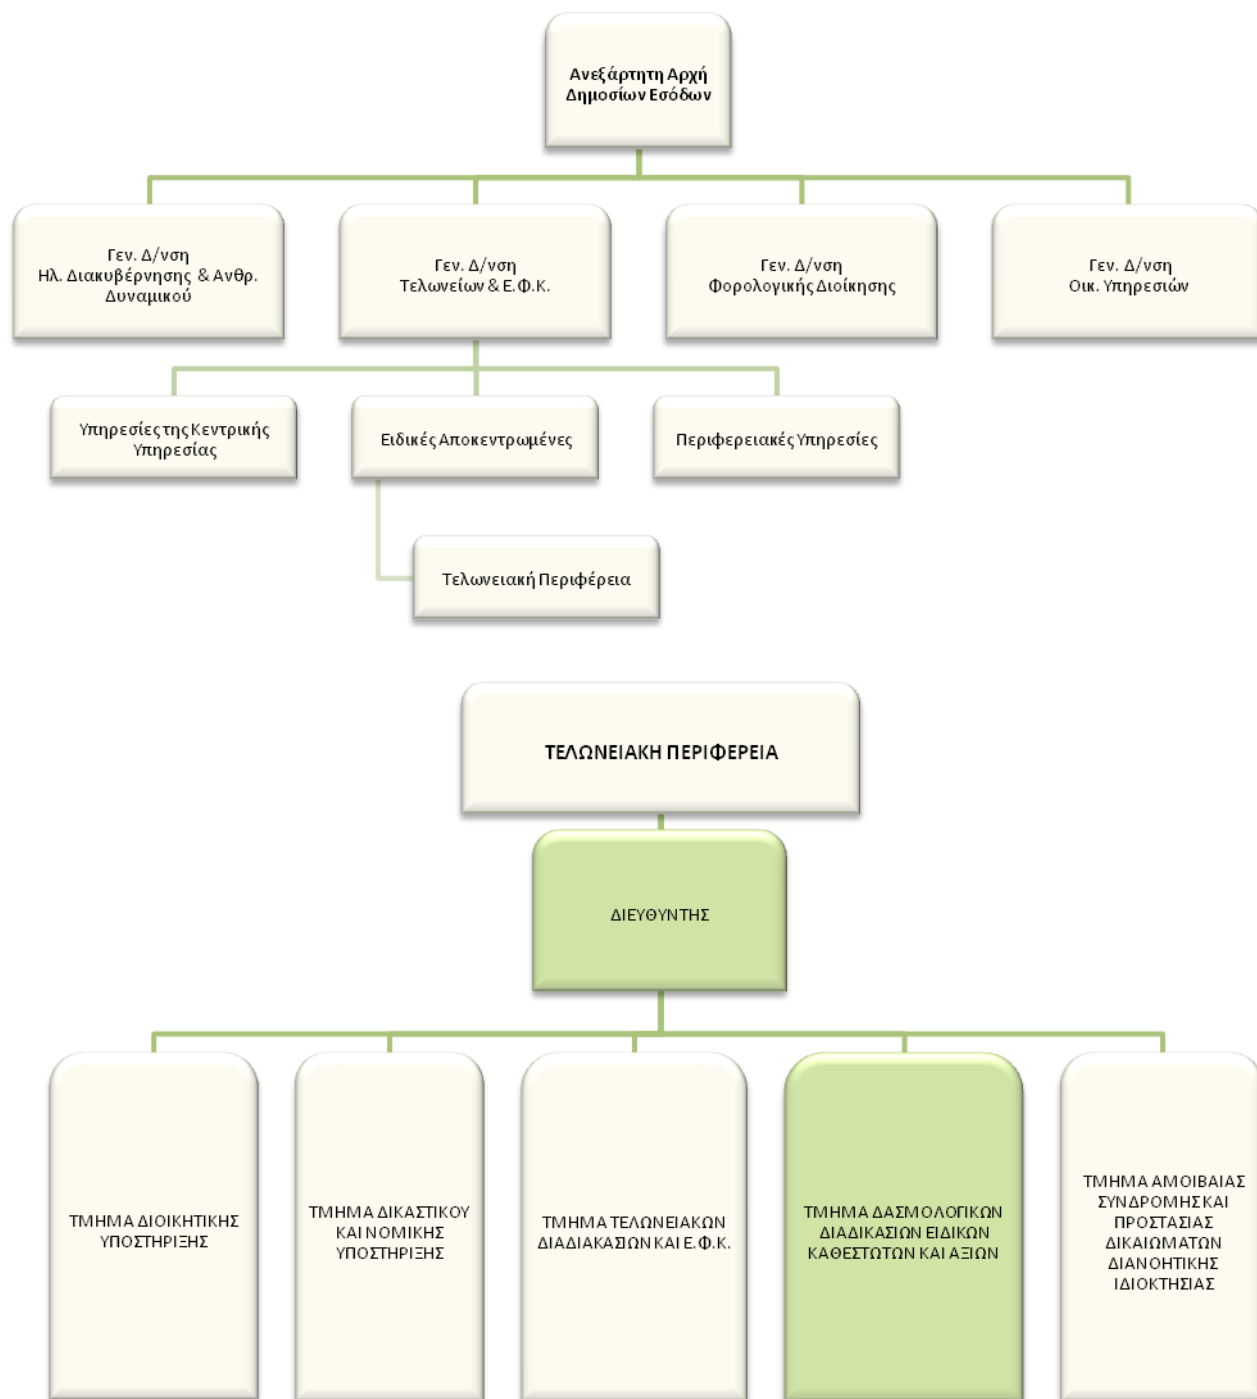 Ανεξάρτητη Αρχή
Δημοσίων Εσόδων
Γεν. Δ/νση
Ηλ. Διακυβέρνησης & Ανθρ.
Δυναμικού
Γεν. Δ/νση
Τελωνείων & Ε.Φ.Κ.
Γεν. Δ/νση
Φορολογικής Διοίκησης
Γεν. Δ/νση
Οικ. Υπηρεσιών
Υπηρεσίες της Κεντρικής
Υπηρεσίας
Ειδικές Αποκεντρωμένες
Περιφερειακές Υπηρεσίες
Τελωνειακή Περιφέρεια
ΤΕΛΩΝΕΙΑΚΗ ΠΕΡΙΦΕΡΕΙΑ
ΔΙΕΥΘΥΝΤΗΣ
ΤΜΗΜΑ ΔΙΟΙΚΗΤΙΚΗΣ
ΥΠΟΣΤΗΡΙΞΗΣ
ΤΜΗΜΑ ΔΙΚΑΣΤΙΚΟΥ
ΚΑΙ ΝΟΜΙΚΗΣ
ΥΠΟΣΤΗΡΙΞΗΣ
ΤΜΗΜΑ ΤΕΛΩΝΕΙΑΚΩΝ
ΔΙΑΔΙΑΚΑΣΙΩΝ ΚΑΙ Ε.Φ.Κ.
ΤΜΗΜΑ ΔΑΣΜΟΛΟΓΙΚΩΝ
ΔΙΑΔΙΚΑΣΙΩΝ ΕΙΔΙΚΩΝ
ΚΑΘΕΣΤΩΤΩΝ ΚΑΙ ΑΞΙΩΝ
ΤΜΗΜΑ ΑΜΟΙΒΑΙΑΣ
ΣΥΝΔΡΟΜΗΣ ΚΑΙ
ΠΡΟΣΤΑΣΙΑΣ
ΔΙΚΑΙΩΜΑΤΩΝ
ΔΙΑΝΟΗΤΙΚΗΣ
ΙΔΙΟΚΤΗΣΙΑΣ